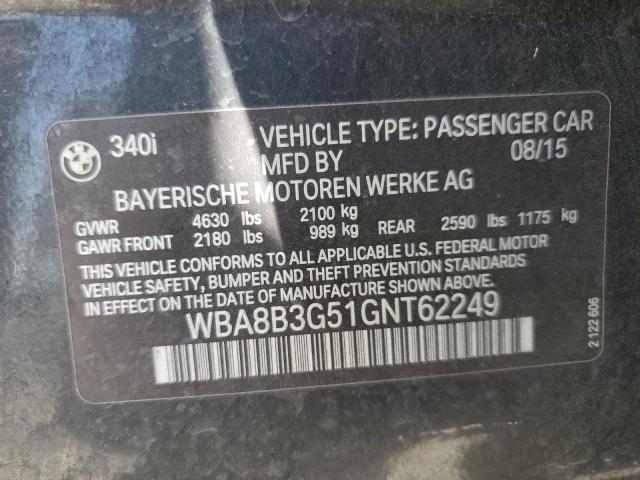 BMW
340i
VEHICLE TYPE: PASSENGER CAR
MFD BY 08/15
BAYERISCHE MOTOREN WERKE AG
GVWR 4630 lbs 2100 kg
GAWR FRONT 2180 lbs 989 kg REAR 2590 lbs 1175 kg
THIS VEHICLE CONFORMS TO ALL APPLICABLE U.S. FEDERAL MOTOR
VEHICLE SAFETY, BUMPER AND THEFT PREVENTION STANDARDS
IN EFFECT ON THE DATE OF MANUFACTURE SHOWN ABOVE.
WBA8B3G51GNT62249
2 122 606